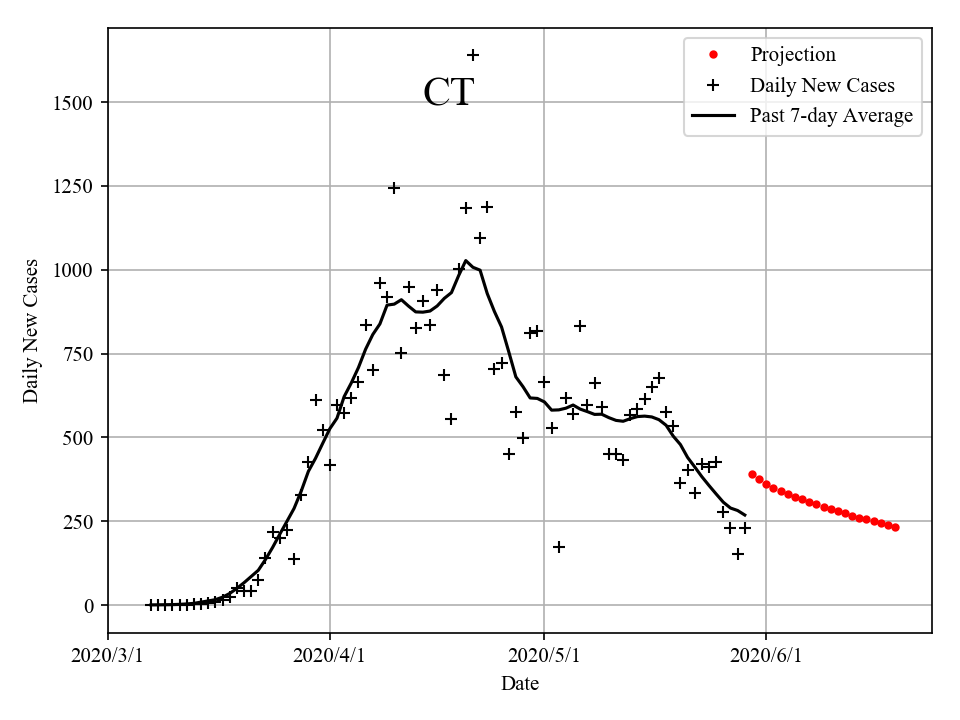 CT
Projection
Daily New Cases
Past 7-day Average
1500
1250
1000
750
500
250
0
Daily New Cases
2020/3/1
2020/4/1
2020/5/1
2020/6/1
Date